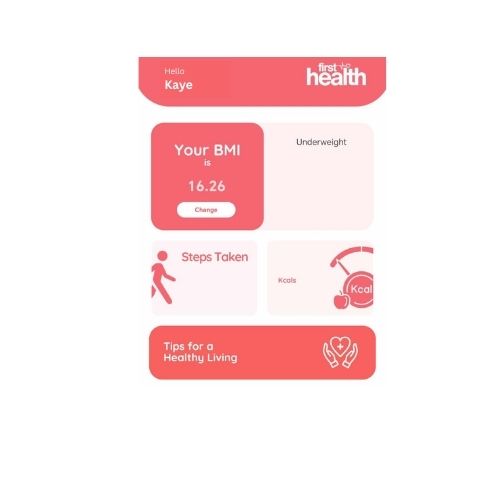 Hello
Kaye
first
health
Your BMI
is
16.26
Change
Underweight
Steps Taken
Kcals
Kcal
Tips for a
Healthy Living